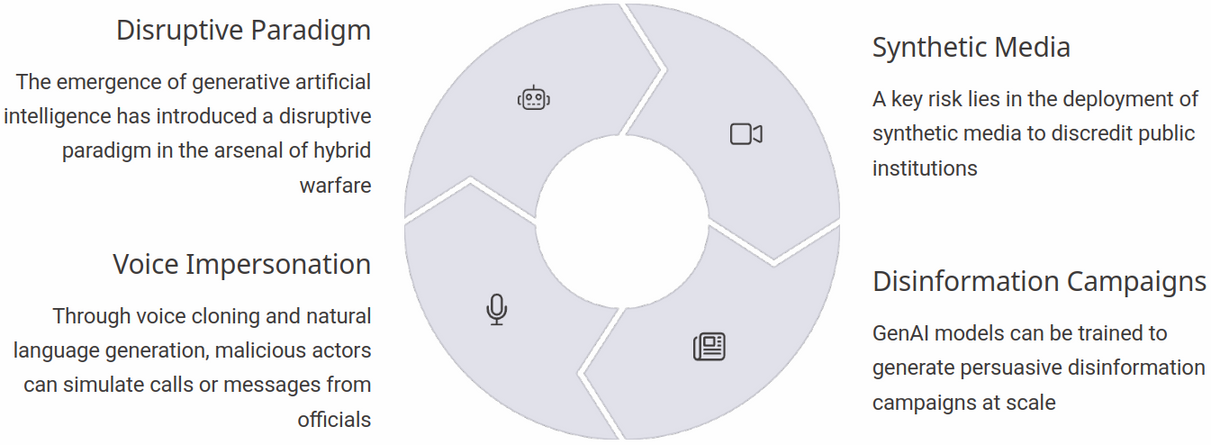 Disruptive Paradigm
The emergence of generative artificial
intelligence has introduced a disruptive
paradigm in the arsenal of hybrid
warfare
Synthetic Media
A key risk lies in the deployment of
synthetic media to discredit public
institutions
Voice Impersonation
Through voice cloning and natural
language generation, malicious actors
can simulate calls or messages from
officials
Disinformation Campaigns
GenAI models can be trained to
generate persuasive disinformation
campaigns at scale